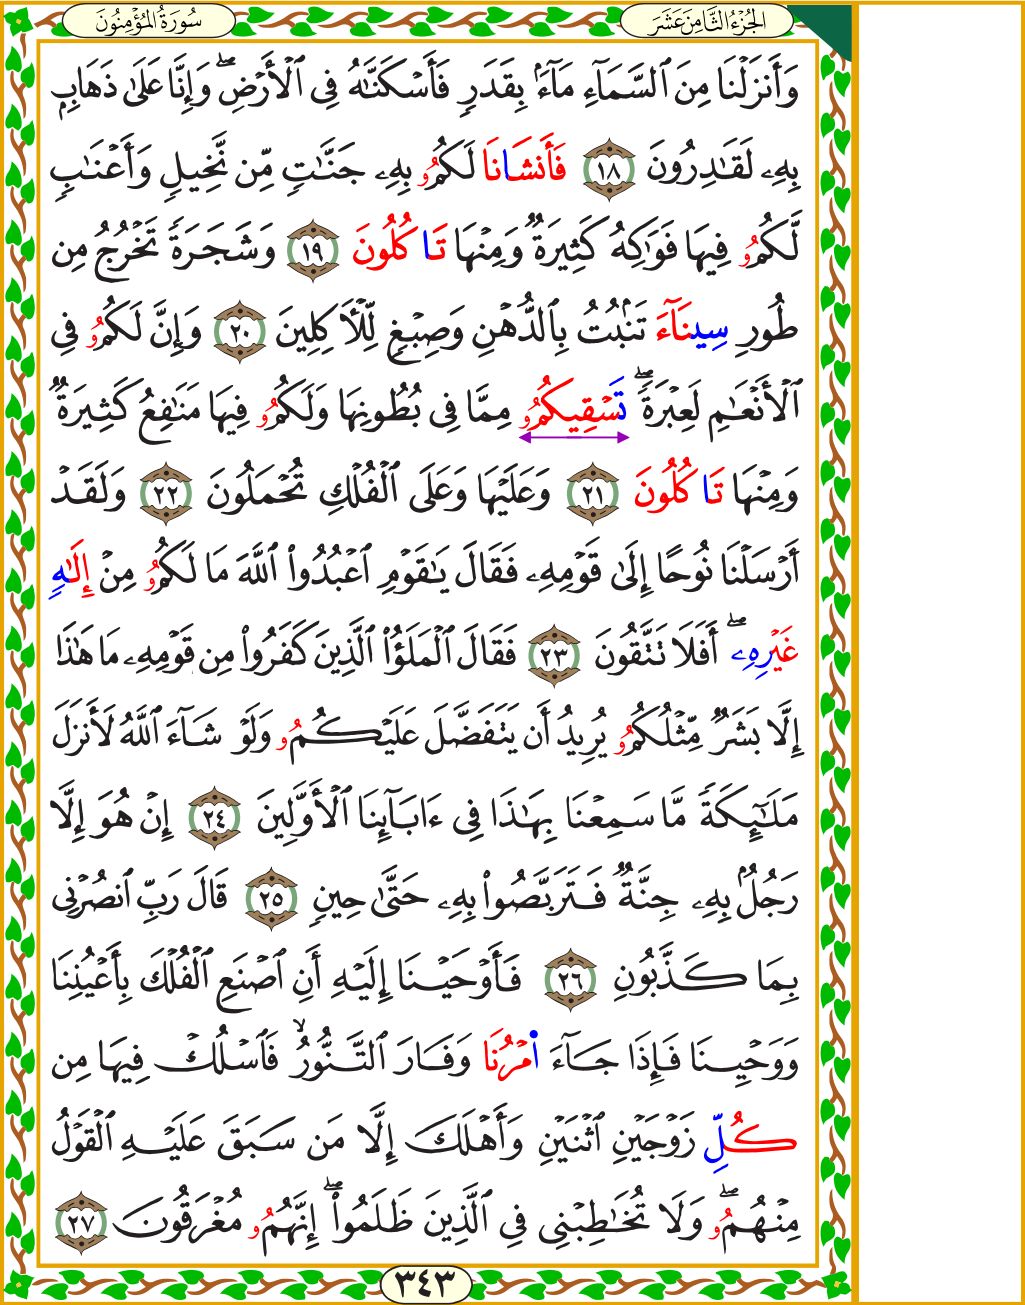 الجُزْءُ الثَّامِنَ عَشَرَ
سُورَةُ المُؤْمِنُونَ
وَأَنزَلْنَا مِنَ ٱلسَّمَآءِ مَآءًۢ بِقَدَرٍ فَأَسْكَنَّٰهُ فِى ٱلْأَرْضِۖ وَإِنَّا عَلَىٰ ذَهَابٍۭ
بِهِۦ لَقَٰدِرُونَ ١٨ فَأَنشَانَا لَكُمُۥ بِهِۦ جَنَّٰتٍ مِّن نَّخِيلٍ وَأَعْنَٰبٍ
لَّكُمُۥ فِيهَا فَوَٰكِهُ كَثِيرَةٌ وَمِنْهَا تَاكُلُونَ ١٩ وَشَجَرَةً تَخْرُجُ مِن
طُورِ سِينَآءَ تَنۢبُتُ بِٱلدُّهْنِ وَصِبْغٍ لِّلْأَكِلِينَ ٢٠ وَإِنَّ لَكُمُۥ فِى
ٱلْأَنْعَٰمِ لَعِبْرَةًۖ تَسْقِيكُمُۥ مِمَّا فِى بُطُونِهَا وَلَكُمُۥ فِيهَا مَنَٰفِعُ كَثِيرَةٌ
وَمِنْهَا تَاكُلُونَ ٢١ وَعَلَيْهَا وَعَلَى ٱلْفُلْكِ تُحْمَلُونَ ٢٢ وَلَقَدْ
أَرْسَلْنَا نُوحًا إِلَىٰ قَوْمِهِۦ فَقَالَ يَٰقَوْمِ ٱعْبُدُوا۟ ٱللَّهَ مَا لَكُمُۥ مِنْ إِلَٰهٍ
غَيْرِهِۦۖ أَفَلَا تَتَّقُونَ ٢٣ فَقَالَ ٱلْمَلَؤُا۟ ٱلَّذِينَ كَفَرُوا۟ مِن قَوْمِهِۦ مَا هَٰذَا
إِلَّا بَشَرٌ مِّثْلُكُمُۥ يُرِيدُ أَن يَتَفَضَّلَ عَلَيْكُمُۥ وَلَوْ شَآءَ ٱللَّهُ لَأَنزَلَ
مَلَٰٓئِكَةً مَّا سَمِعْنَا بِهَٰذَا فِى ءَابَآئِنَا ٱلْأَوَّلِينَ ٢٤ إِنْ هُوَ إِلَّا
رَجُلٌۢ بِهِۦ جِنَّةٌ فَتَرَبَّصُوا۟ بِهِۦ حَتَّىٰ حِينٍ ٢٥ قَالَ رَبِّ ٱنصُرْنِى
بِمَا كَذَّبُونِ ٢٦ فَأَوْحَيْنَا إِلَيْهِ أَنِ ٱصْنَعِ ٱلْفُلْكَ بِأَعْيُنِنَا
وَوَحْيِنَا فَإِذَا جَآءَ اَمْرُنَا وَفَارَ ٱلتَّنُّورُۙ فَٱسْلُكْ فِيهَا مِن
كُلِّ زَوْجَيْنِ ٱثْنَيْنِ وَأَهْلَكَ إِلَّا مَن سَبَقَ عَلَيْهِ ٱلْقَوْلُ
مِنْهُمُۥۖ وَلَا تُخَٰطِبْنِى فِى ٱلَّذِينَ ظَلَمُوا۟ۖ إِنَّهُمُۥ مُغْرَقُونَ ٢٧
٣٤٣